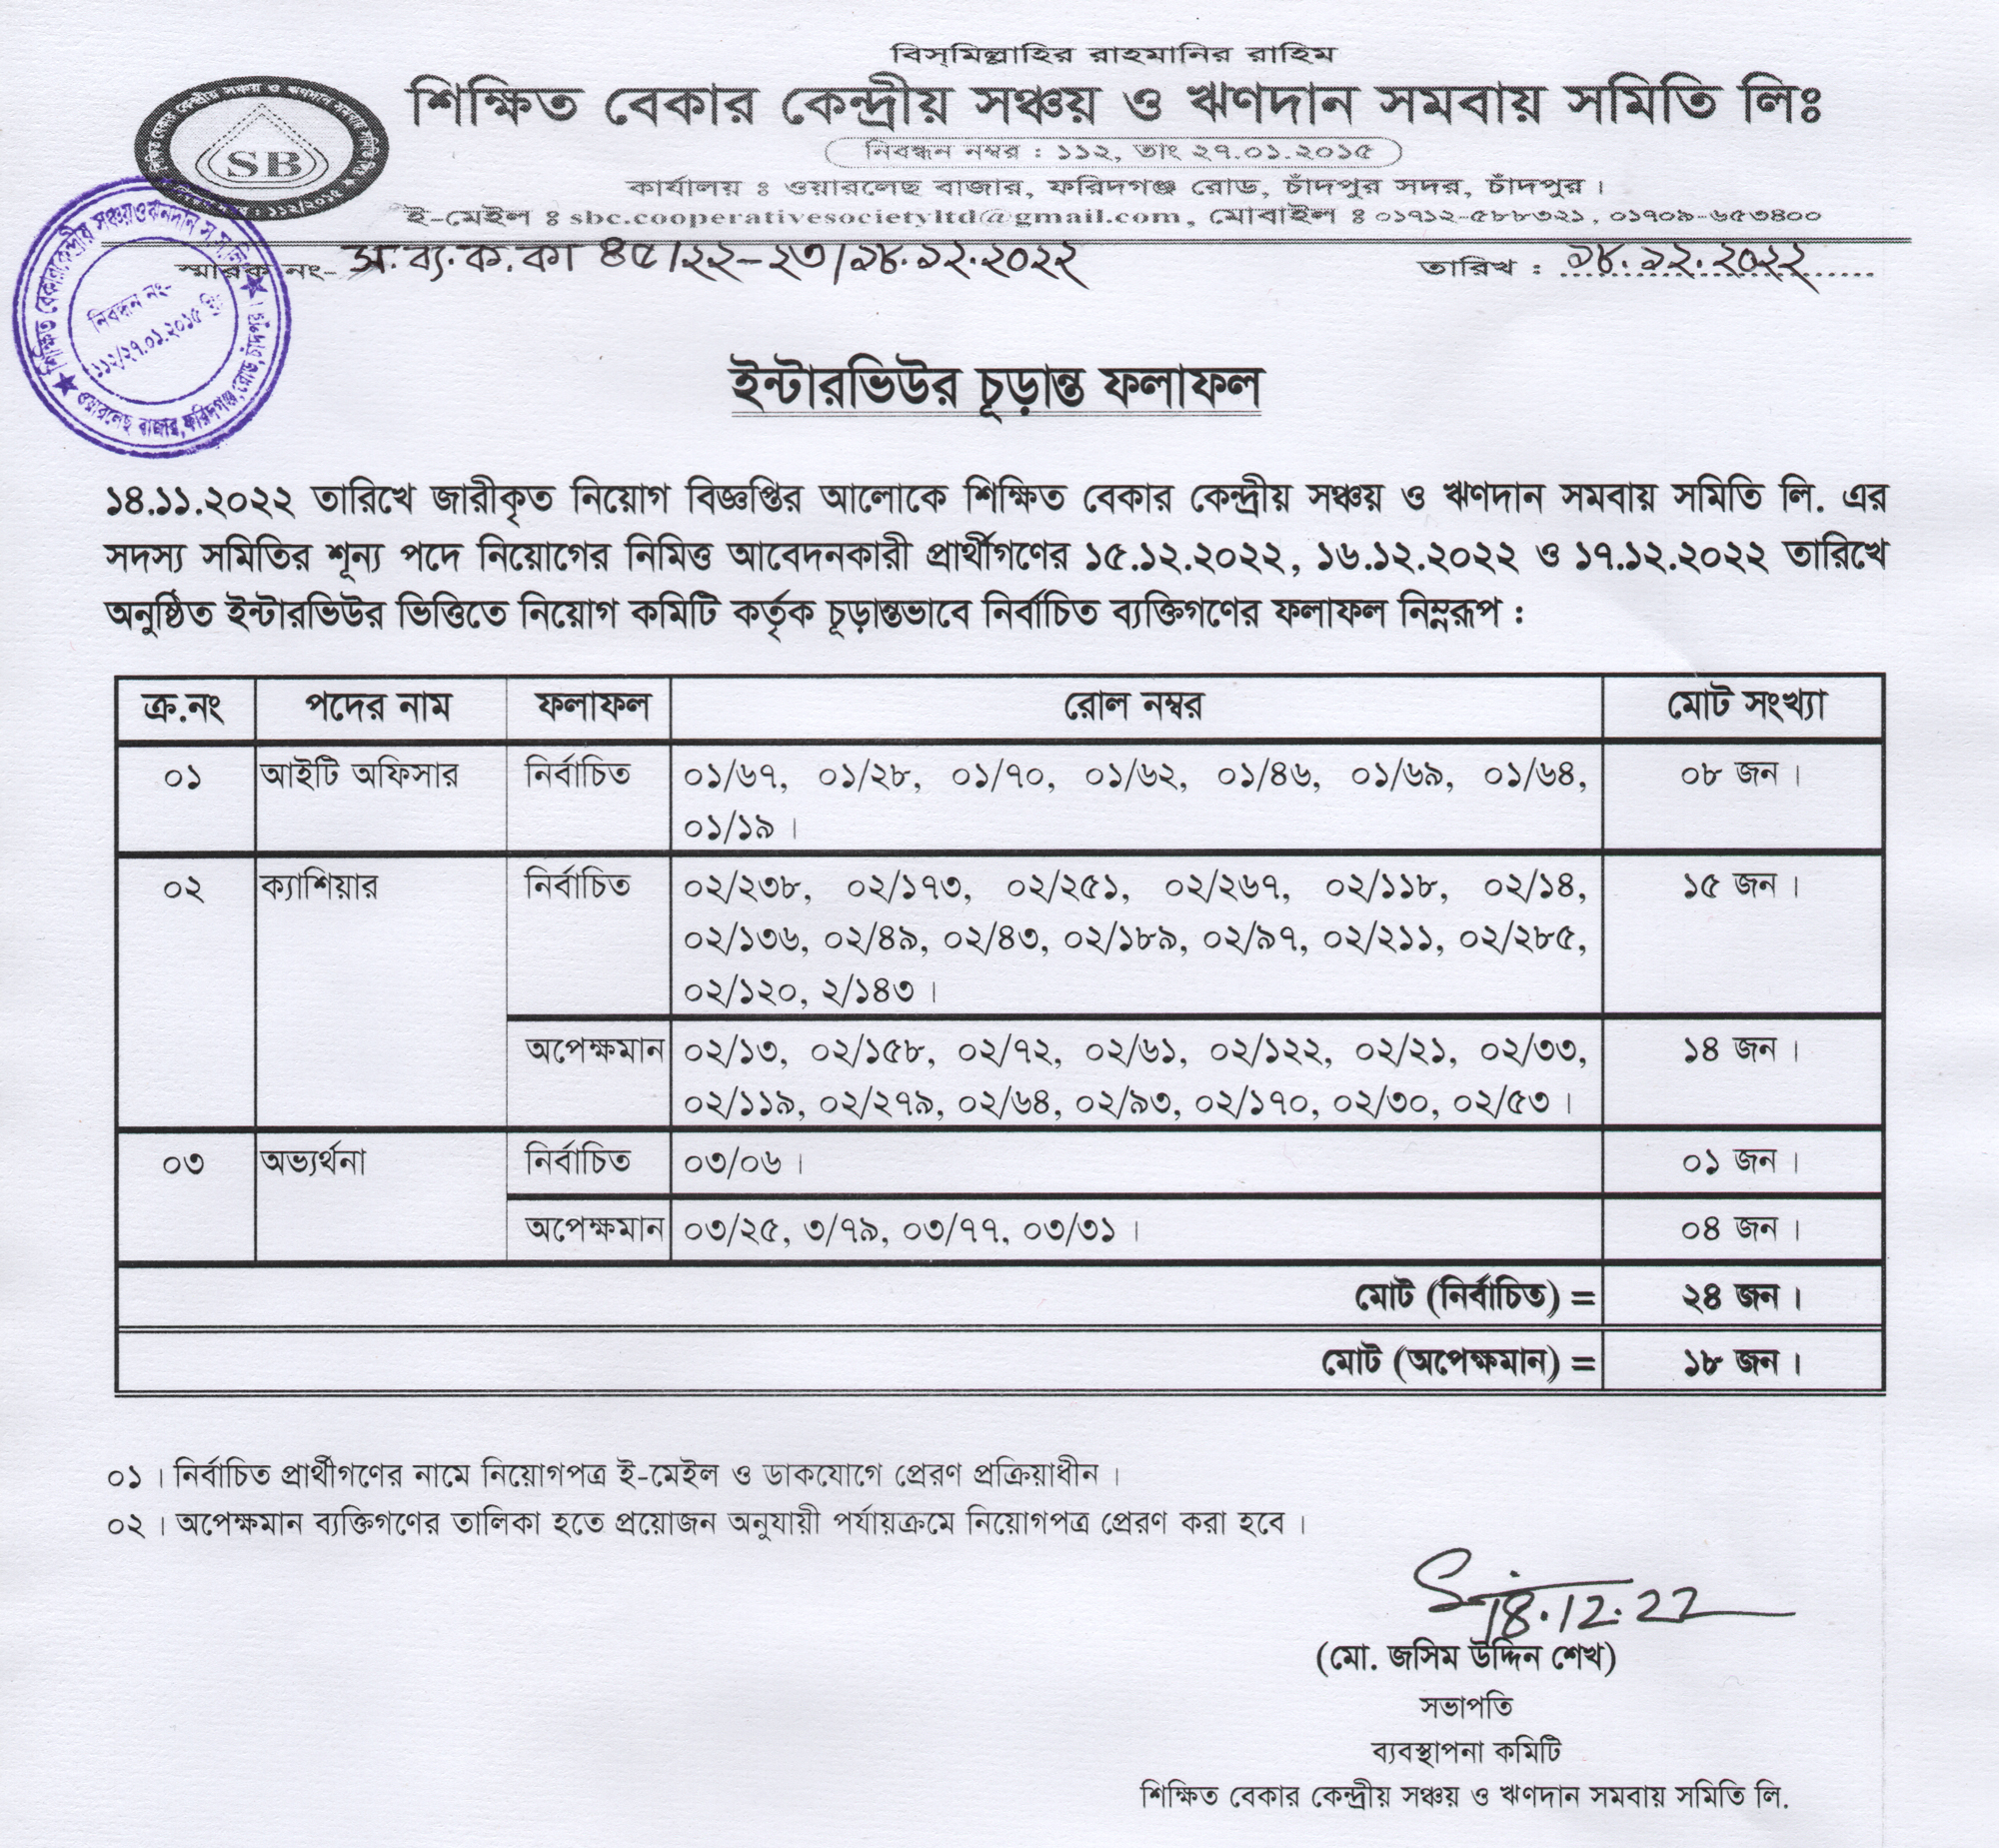 বিস্‌মিল্লাহির রাহমানির রাহিম
শিক্ষিত বেকার কেন্দ্রীয় সঞ্চয় ও ঋণদান সমবায় সমিতি লিঃ
SB
নিবন্ধন নম্বর : ১১২, তাং ২৭.০১.২০১৫
কার্যালয় ঃ ওয়ারলেছ বাজার, ফরিদগঞ্জ রোড, চাঁদপুর সদর, চাঁদপুর।
ই-মেইল ঃ sbc.cooperativesocietyltd@gmail.com, মোবাইল ঃ ০১৭১২-৫৮৮৩২১, ০১৭০৯-৬৫৩৪০০
স্মারক নং- স.ব্য.ক.কা ৪৫/২২-২৩/১৮.১২.২০২২ তারিখ : ১৮.১২.২০২২
শিক্ষিত বেকার কেন্দ্রীয় সঞ্চয় ও ঋনদান স সমিতি লিঃ
নিবন্ধন নং-
১১২/২৭.০১.২০১৫
ওয়ারলেছ বাজার, ফরিদগঞ্জ রোড, চাঁদপুর।
ইন্টারভিউর চূড়ান্ত ফলাফল
১৪.১১.২০২২ তারিখে জারীকৃত নিয়োগ বিজ্ঞপ্তির আলোকে শিক্ষিত বেকার কেন্দ্রীয় সঞ্চয় ও ঋণদান সমবায় সমিতি লি. এর
সদস্য সমিতির শূন্য পদে নিয়োগের নিমিত্ত আবেদনকারী প্রার্থীগণের ১৫.১২.২০২২, ১৬.১২.২০২২ ও ১৭.১২.২০২২ তারিখে
অনুষ্ঠিত ইন্টারভিউর ভিত্তিতে নিয়োগ কমিটি কর্তৃক চূড়ান্তভাবে নির্বাচিত ব্যক্তিগণের ফলাফল নিম্নরূপ :
ক্র.নং পদের নাম ফলাফল রোল নম্বর মোট সংখ্যা
০১ আইটি অফিসার নির্বাচিত ০১/৬৭, ০১/২৮, ০১/৭০, ০১/৬২, ০১/৪৬, ০১/৬৯, ০১/৬৪, ০৮ জন।
০১/১৯।
০২ ক্যাশিয়ার নির্বাচিত ০২/২৩৮, ০২/১৭৩, ০২/২৫১, ০২/২৬৭, ০২/১১৮, ০২/১৪, ১৫ জন।
০২/১৩৬, ০২/৪৯, ০২/৪৩, ০২/১৮৯, ০২/৯৭, ০২/২১১, ০২/২৮৫,
০২/১২০, ২/১৪৩।
অপেক্ষমান ০২/১৩, ০২/১৫৮, ০২/৭২, ০২/৬১, ০২/১২২, ০২/২১, ০২/৩৩, ১৪ জন।
০২/১১৯, ০২/২৭৯, ০২/৬৪, ০২/৯৩, ০২/১৭০, ০২/৩০, ০২/৫৩।
০৩ অভ্যর্থনা নির্বাচিত ০৩/০৬। ০১ জন।
অপেক্ষমান ০৩/২৫, ৩/৭৯, ০৩/৭৭, ০৩/৩১। ০৪ জন।
মোট (নির্বাচিত) = ২৪ জন।
মোট (অপেক্ষমান) = ১৮ জন।
০১। নির্বাচিত প্রার্থীগণের নামে নিয়োগপত্র ই-মেইল ও ডাকযোগে প্রেরণ প্রক্রিয়াধীন।
০২। অপেক্ষমান ব্যক্তিগণের তালিকা হতে প্রয়োজন অনুযায়ী পর্যায়ক্রমে নিয়োগপত্র প্রেরণ করা হবে।
18.12.22
(মো. জসিম উদ্দিন শেখ)
সভাপতি
ব্যবস্থাপনা কমিটি
শিক্ষিত বেকার কেন্দ্রীয় সঞ্চয় ও ঋণদান সমবায় সমিতি লি.